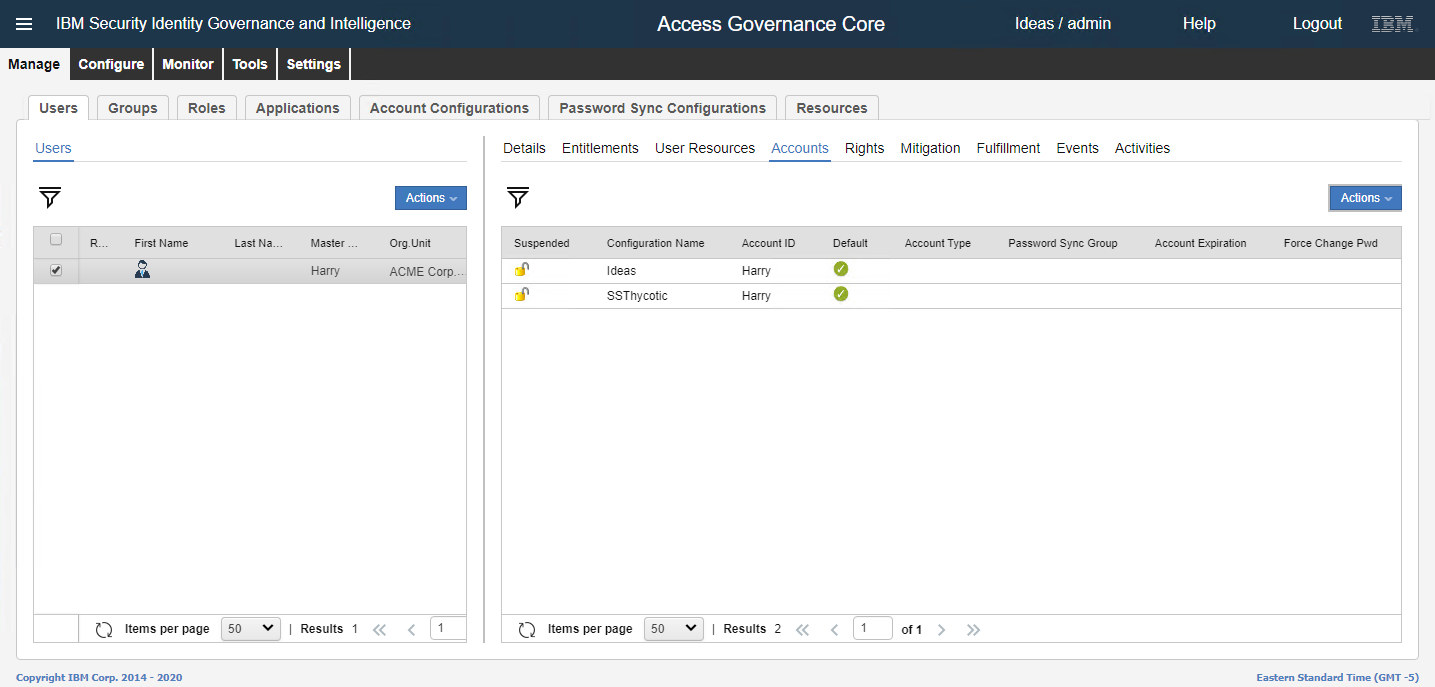 IBM Security Identity Governance and Intelligence Access Governance Core Ideas / admin Help Logout IBM
Manage Configure Monitor Tools Settings
Users Groups Roles Applications Account Configurations Password Sync Configurations Resources
Users
Details Entitlements User Resources Accounts Rights Mitigation Fulfillment Events Activities
Actions
Actions
R... First Name Last Na... Master ... Org.Unit
Harry ACME Corp....
Suspended Configuration Name Account ID Default Account Type Password Sync Group Account Expiration Force Change Pwd
Ideas Harry
SSThycotic Harry
Items per page 50 | Results 1 1
Items per page 50 | Results 2 1 of 1
Copyright IBM Corp. 2014 - 2020 Eastern Standard Time (GMT -5)